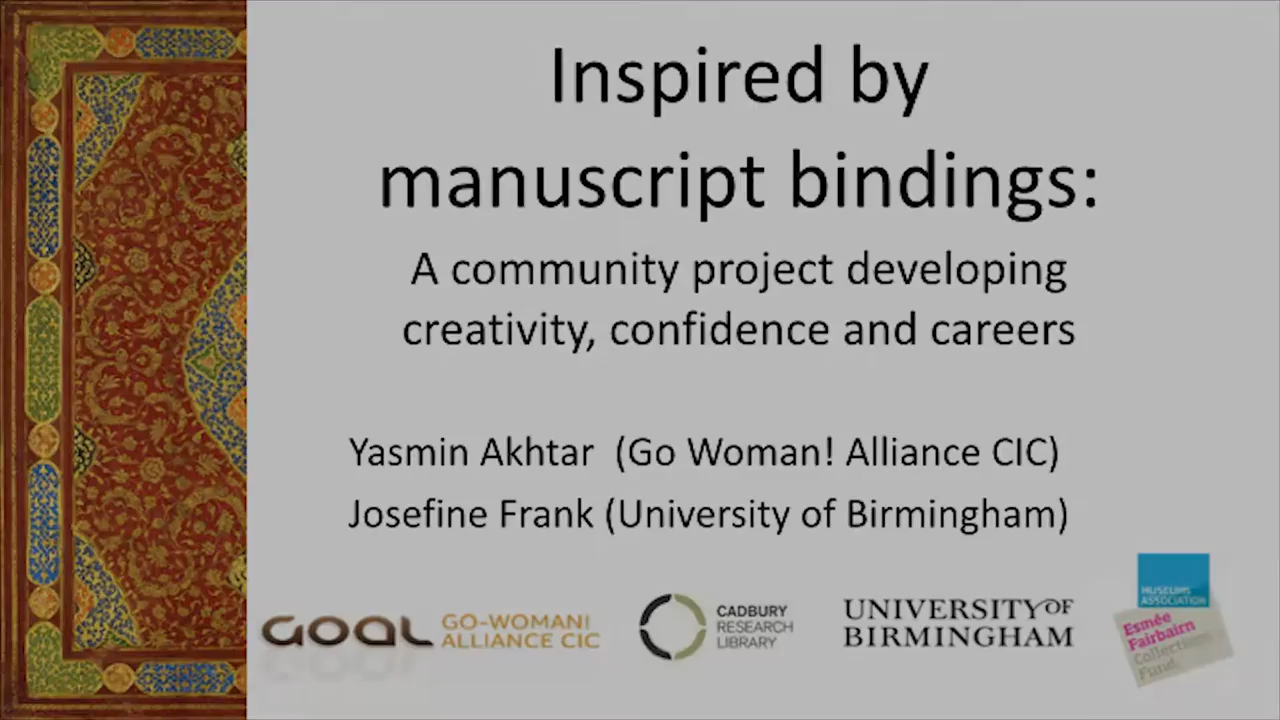 Inspired by
manuscript bindings:
A community project developing
creativity, confidence and careers
Yasmin Akhtar (Go Woman! Alliance CIC)
Josefine Frank (University of Birmingham)
GOAL
GO-WOMAN!
ALLIANCE CIC
CADBURY
RESEARCH
LIBRARY
UNIVERSITY OF
BIRMINGHAM
MUSEUMS
ASSOCIATION
Esmée
Fairbairn
Collections
Fund